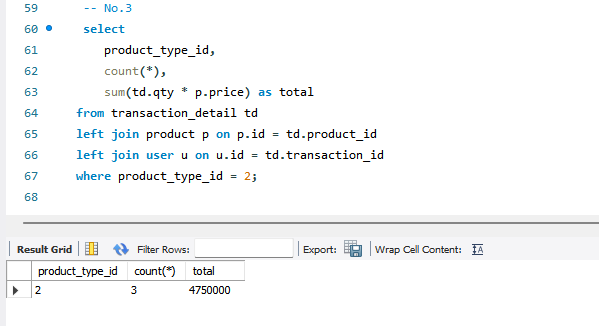 59 -- No.3
60 select
61 product_type_id,
62 count(*),
63 sum(td.qty * p.price) as total
64 from transaction_detail td
65 left join product p on p.id = td.product_id
66 left join user u on u.id = td.transaction_id
67 where product_type_id = 2;
68
Result Grid Filter Rows: Export: Wrap Cell Content: IA
product_type_id count(*) total
2 3 4750000